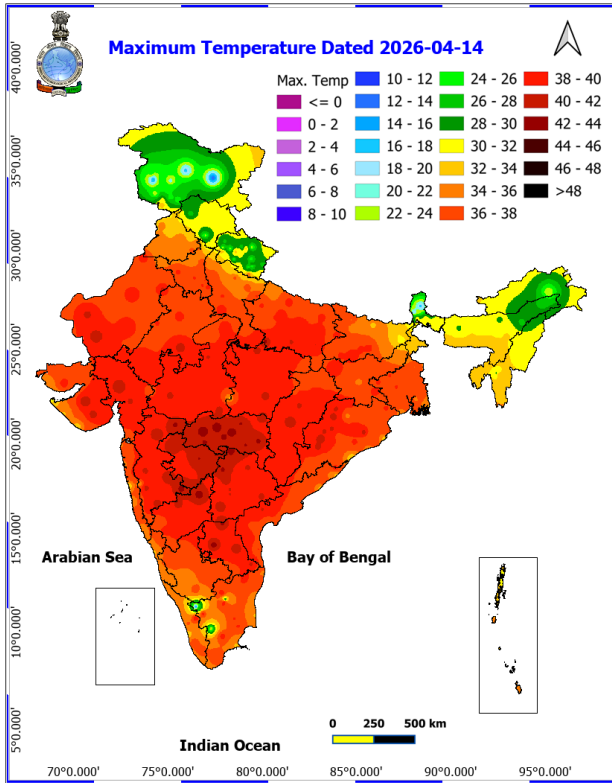 Maximum Temperature Dated 2026-04-14
Max. Temp
<= 0
0 - 2
2 - 4
4 - 6
6 - 8
8 - 10
10 - 12
12 - 14
14 - 16
16 - 18
18 - 20
20 - 22
22 - 24
24 - 26
26 - 28
28 - 30
30 - 32
32 - 34
34 - 36
36 - 38
38 - 40
40 - 42
42 - 44
44 - 46
46 - 48
>48
40°0.000'
35°0.000'
30°0.000'
25°0.000'
20°0.000'
15°0.000'
10°0.000'
5°0.000'
Arabian Sea
Bay of Bengal
0 250 500 km
Indian Ocean
70°0.000' 75°0.000' 80°0.000' 85°0.000' 90°0.000' 95°0.000'